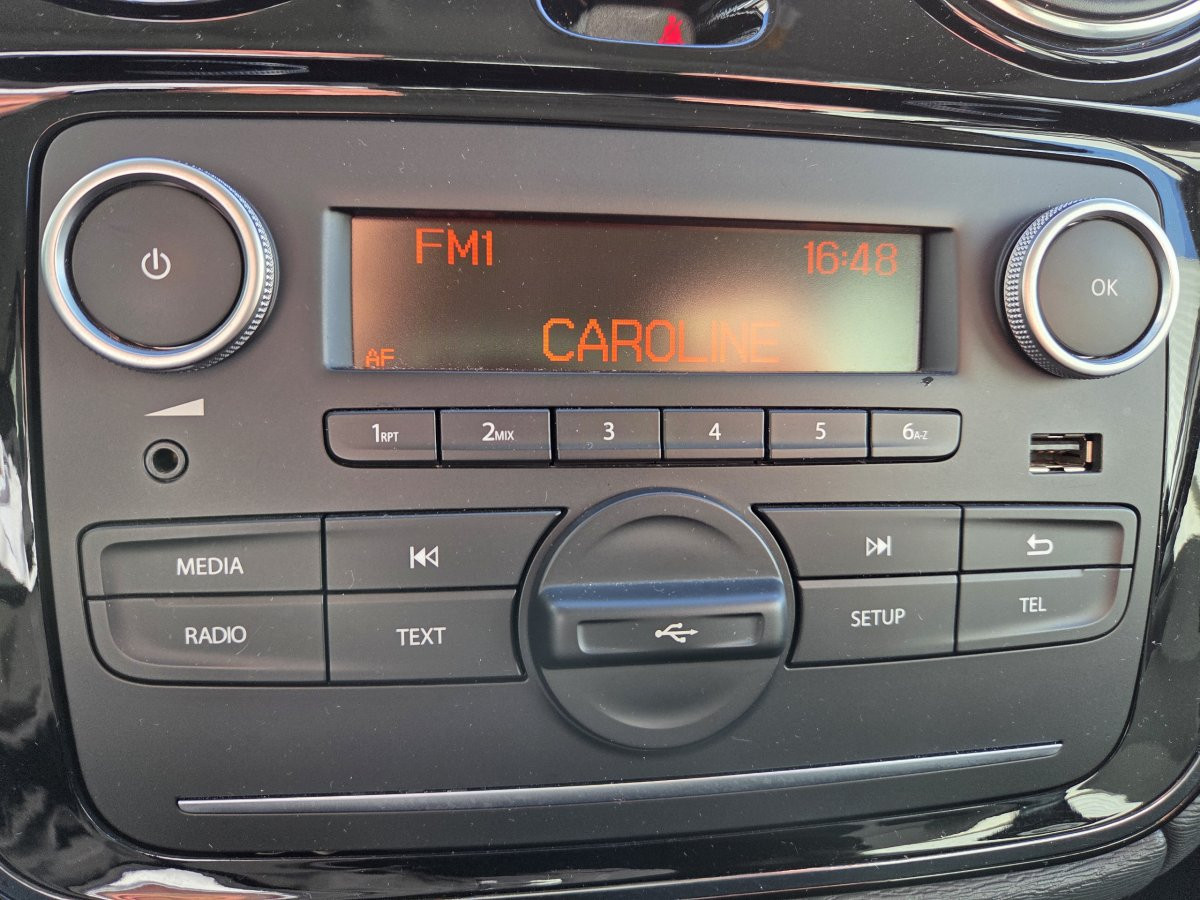 FM1 16:48
AF CAROLINE
OK
1RPT 2MIX 3 4 5 6A-Z
MEDIA
RADIO TEXT SETUP TEL